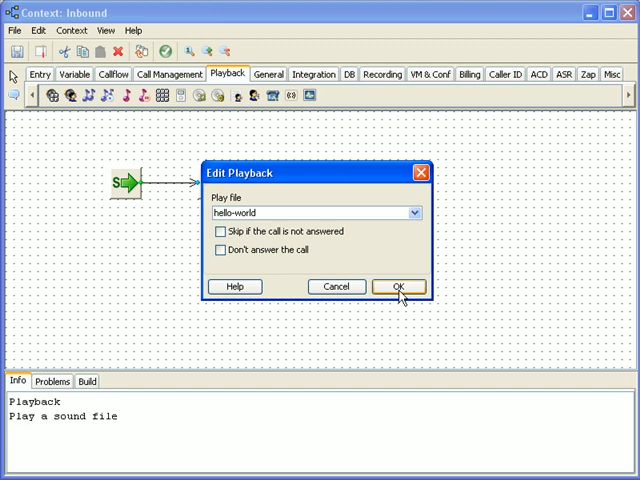 Context: Inbound
File Edit Context View Help
Entry Variable Callflow Call Management Playback General Integration DB Recording VM & Conf Billing Caller ID ACD ASR Zap Misc
S
Edit Playback
Play file
hello-world
Skip if the call is not answered
Don't answer the call
Help Cancel OK
Info Problems Build
Playback
Play a sound file